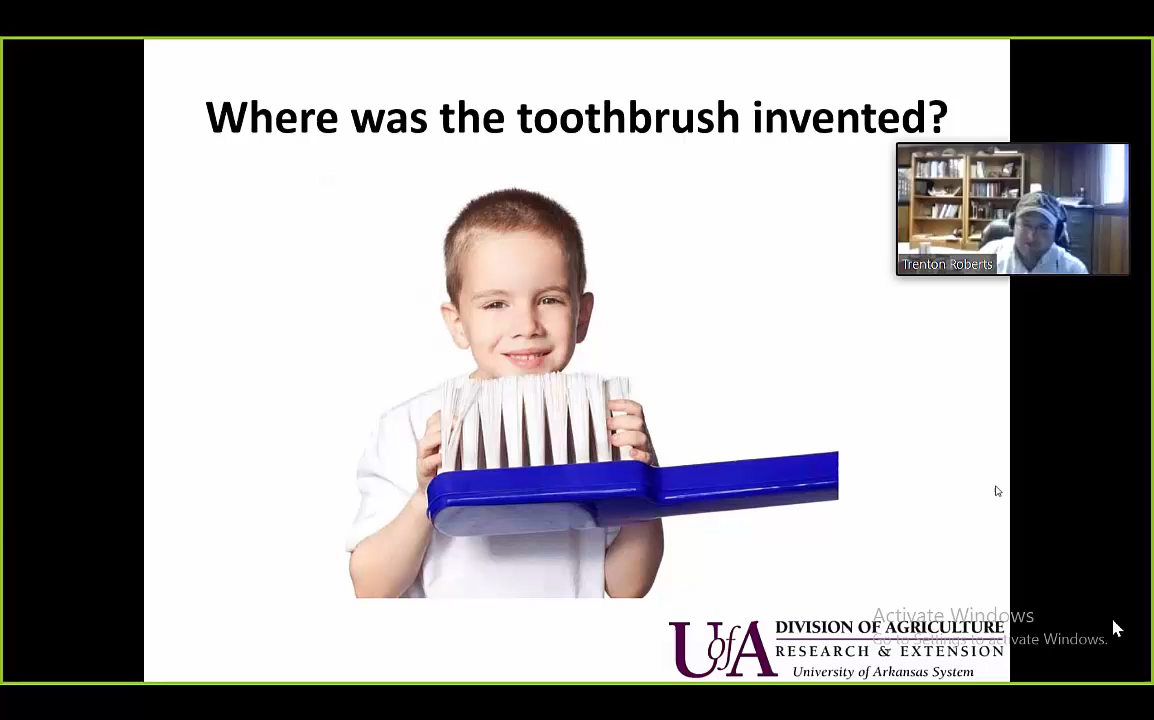 Where was the toothbrush invented?
Trenton Roberts
Activate Windows
Go to Settings to activate Windows.
UofA
DIVISION OF AGRICULTURE
RESEARCH & EXTENSION
University of Arkansas System